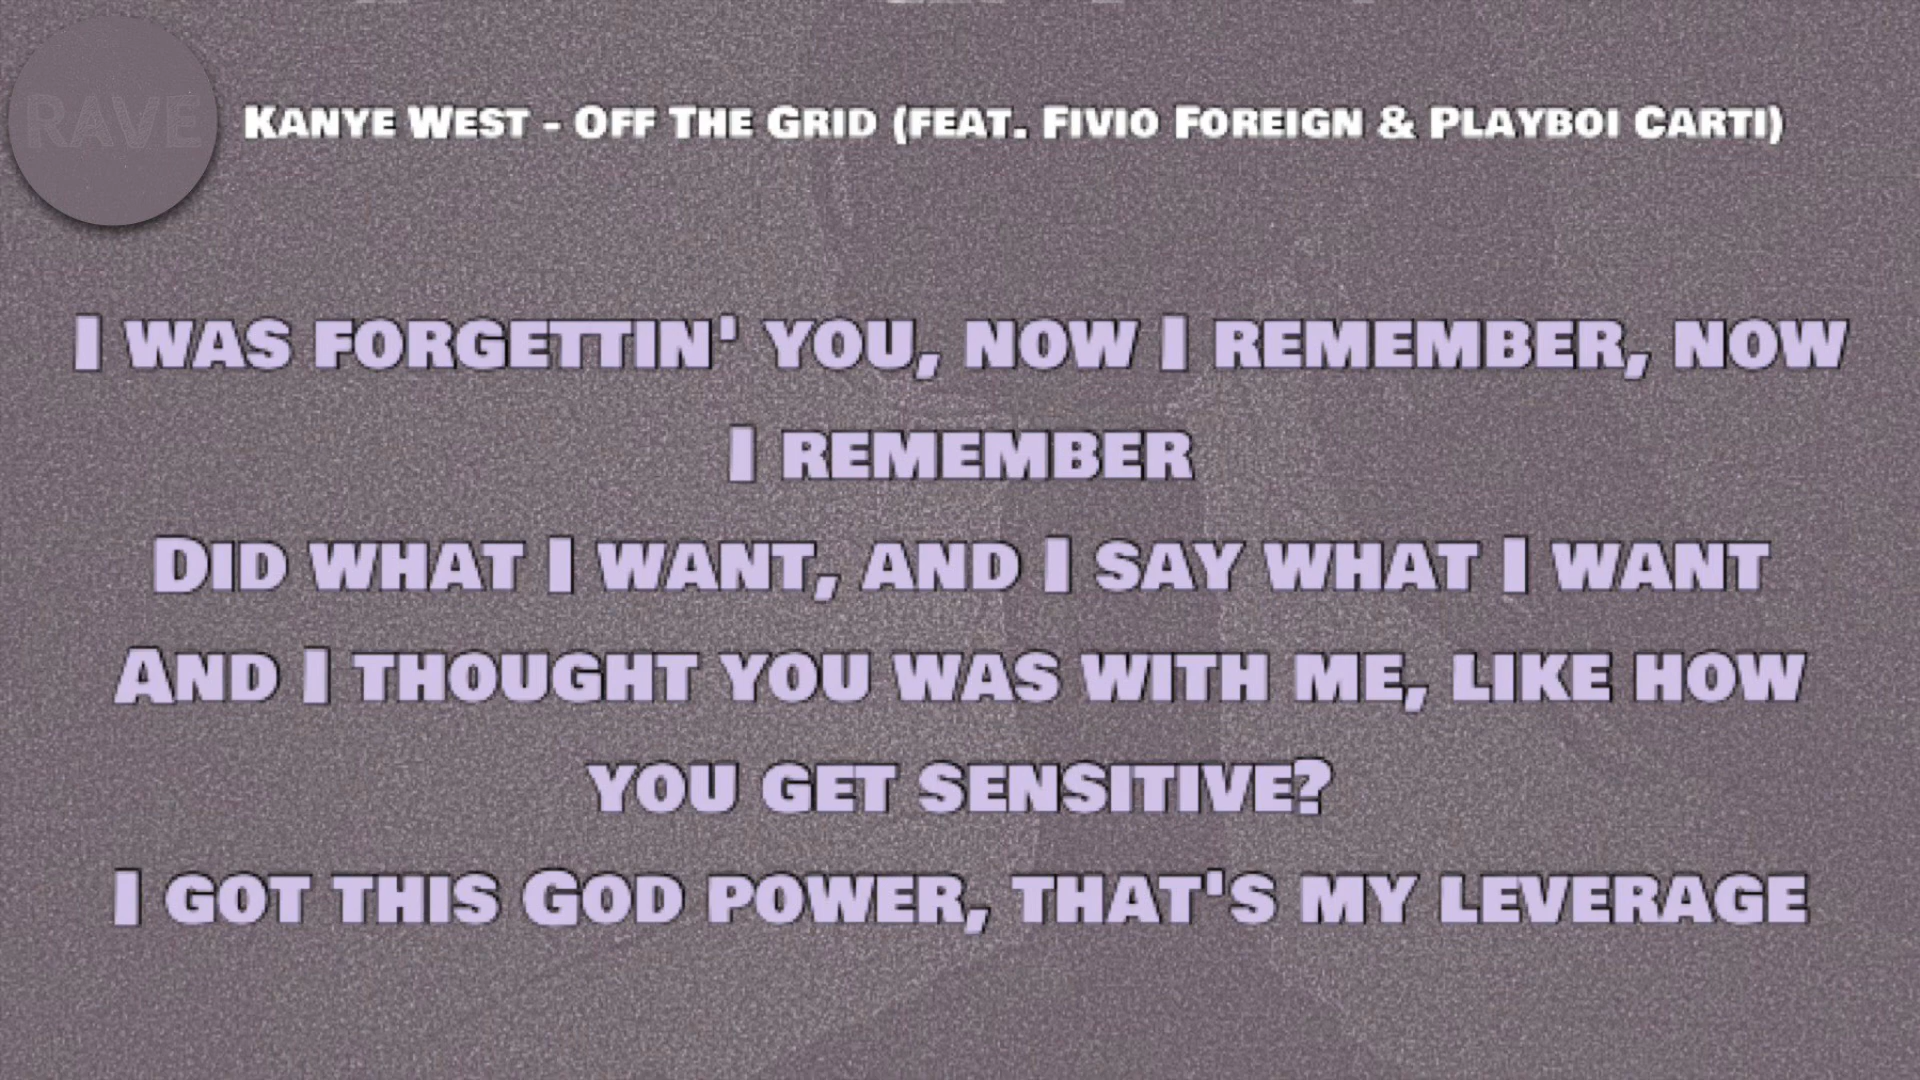 RAVE
Kanye West - Off The Grid (feat. Fivio Foreign & Playboi Carti)
I was forgettin' you, now I remember, now
I remember
Did what I want, and I say what I want
And I thought you was with me, like how
you get sensitive?
I got this God power, that's my leverage